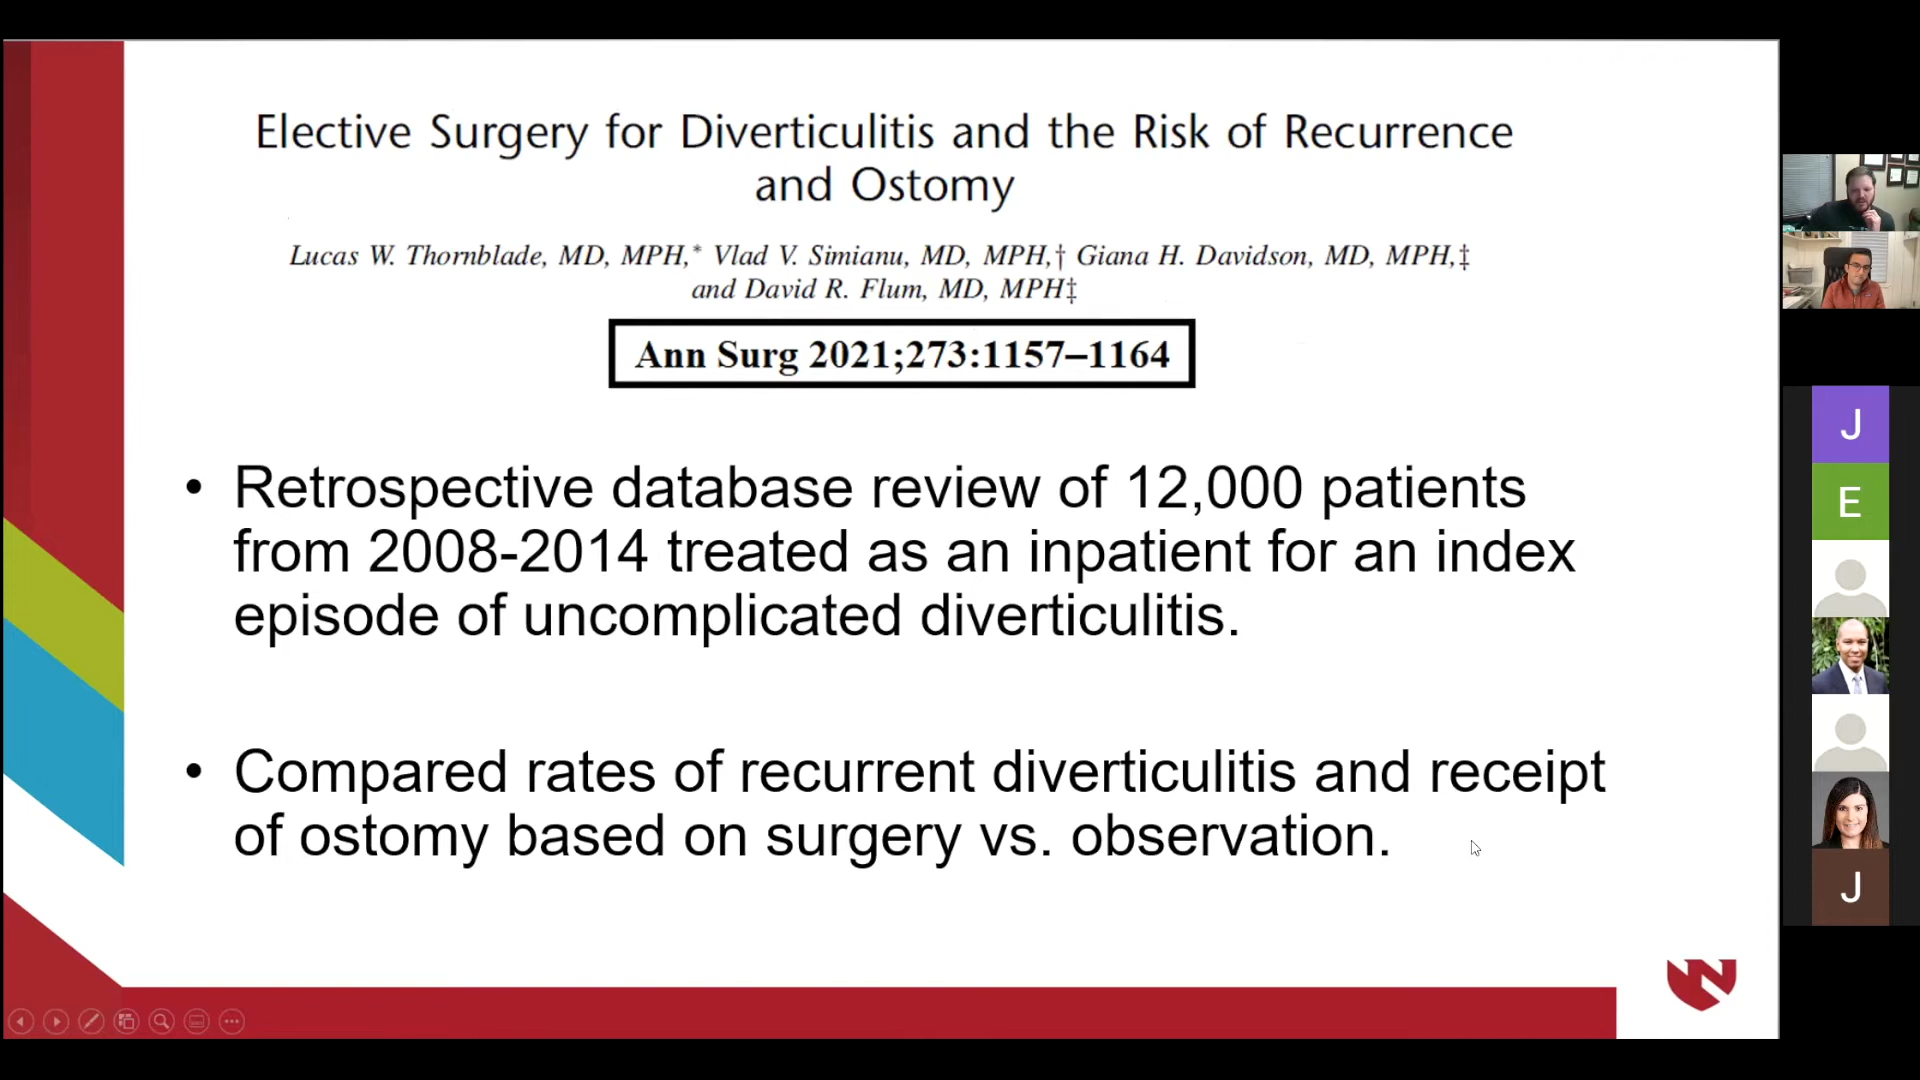 Elective Surgery for Diverticulitis and the Risk of Recurrence
and Ostomy
Lucas W. Thornblade, MD, MPH,* Vlad V. Simianu, MD, MPH,† Giana H. Davidson, MD, MPH,‡
and David R. Flum, MD, MPH‡
Ann Surg 2021;273:1157–1164
• Retrospective database review of 12,000 patients
from 2008-2014 treated as an inpatient for an index
episode of uncomplicated diverticulitis.
• Compared rates of recurrent diverticulitis and receipt
of ostomy based on surgery vs. observation.
J
E
J
N